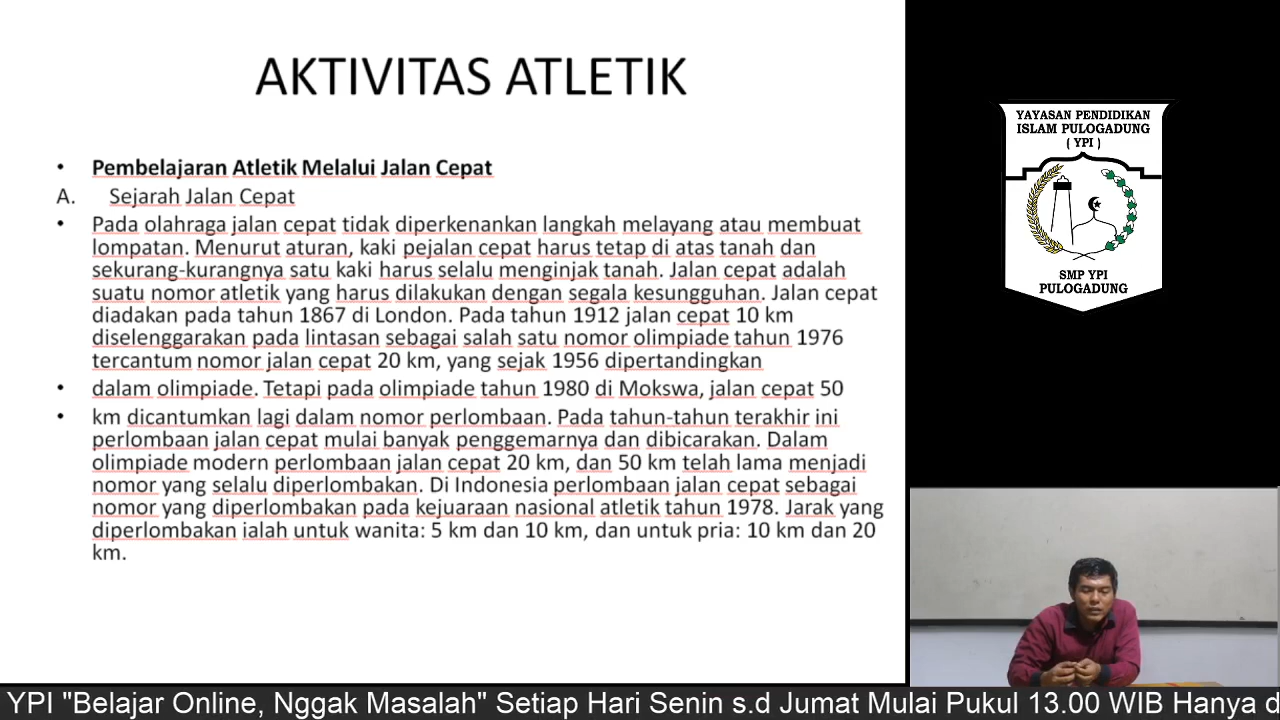 AKTIVITAS ATLETIK
• Pembelajaran Atletik Melalui Jalan Cepat
A. Sejarah Jalan Cepat
• Pada olahraga jalan cepat tidak diperkenankan langkah melayang atau membuat
lompatan. Menurut aturan, kaki pejalan cepat harus tetap di atas tanah dan
sekurang-kurangnya satu kaki harus selalu menginjak tanah. Jalan cepat adalah
suatu nomor atletik yang harus dilakukan dengan segala kesungguhan. Jalan cepat
diadakan pada tahun 1867 di London. Pada tahun 1912 jalan cepat 10 km
diselenggarakan pada lintasan sebagai salah satu nomor olimpiade tahun 1976
tercantum nomor jalan cepat 20 km, yang sejak 1956 dipertandingkan
• dalam olimpiade. Tetapi pada olimpiade tahun 1980 di Mokswa, jalan cepat 50
• km dicantumkan lagi dalam nomor perlombaan. Pada tahun-tahun terakhir ini
perlombaan jalan cepat mulai banyak penggemarnya dan dibicarakan. Dalam
olimpiade modern perlombaan jalan cepat 20 km, dan 50 km telah lama menjadi
nomor yang selalu diperlombakan. Di Indonesia perlombaan jalan cepat sebagai
nomor yang diperlombakan pada kejuaraan nasional atletik tahun 1978. Jarak yang
diperlombakan ialah untuk wanita: 5 km dan 10 km, dan untuk pria: 10 km dan 20
km.
YAYASAN PENDIDIKAN
ISLAM PULOGADUNG
( YPI )
SMP YPI
PULOGADUNG
YPI "Belajar Online, Nggak Masalah" Setiap Hari Senin s.d Jumat Mulai Pukul 13.00 WIB Hanya d